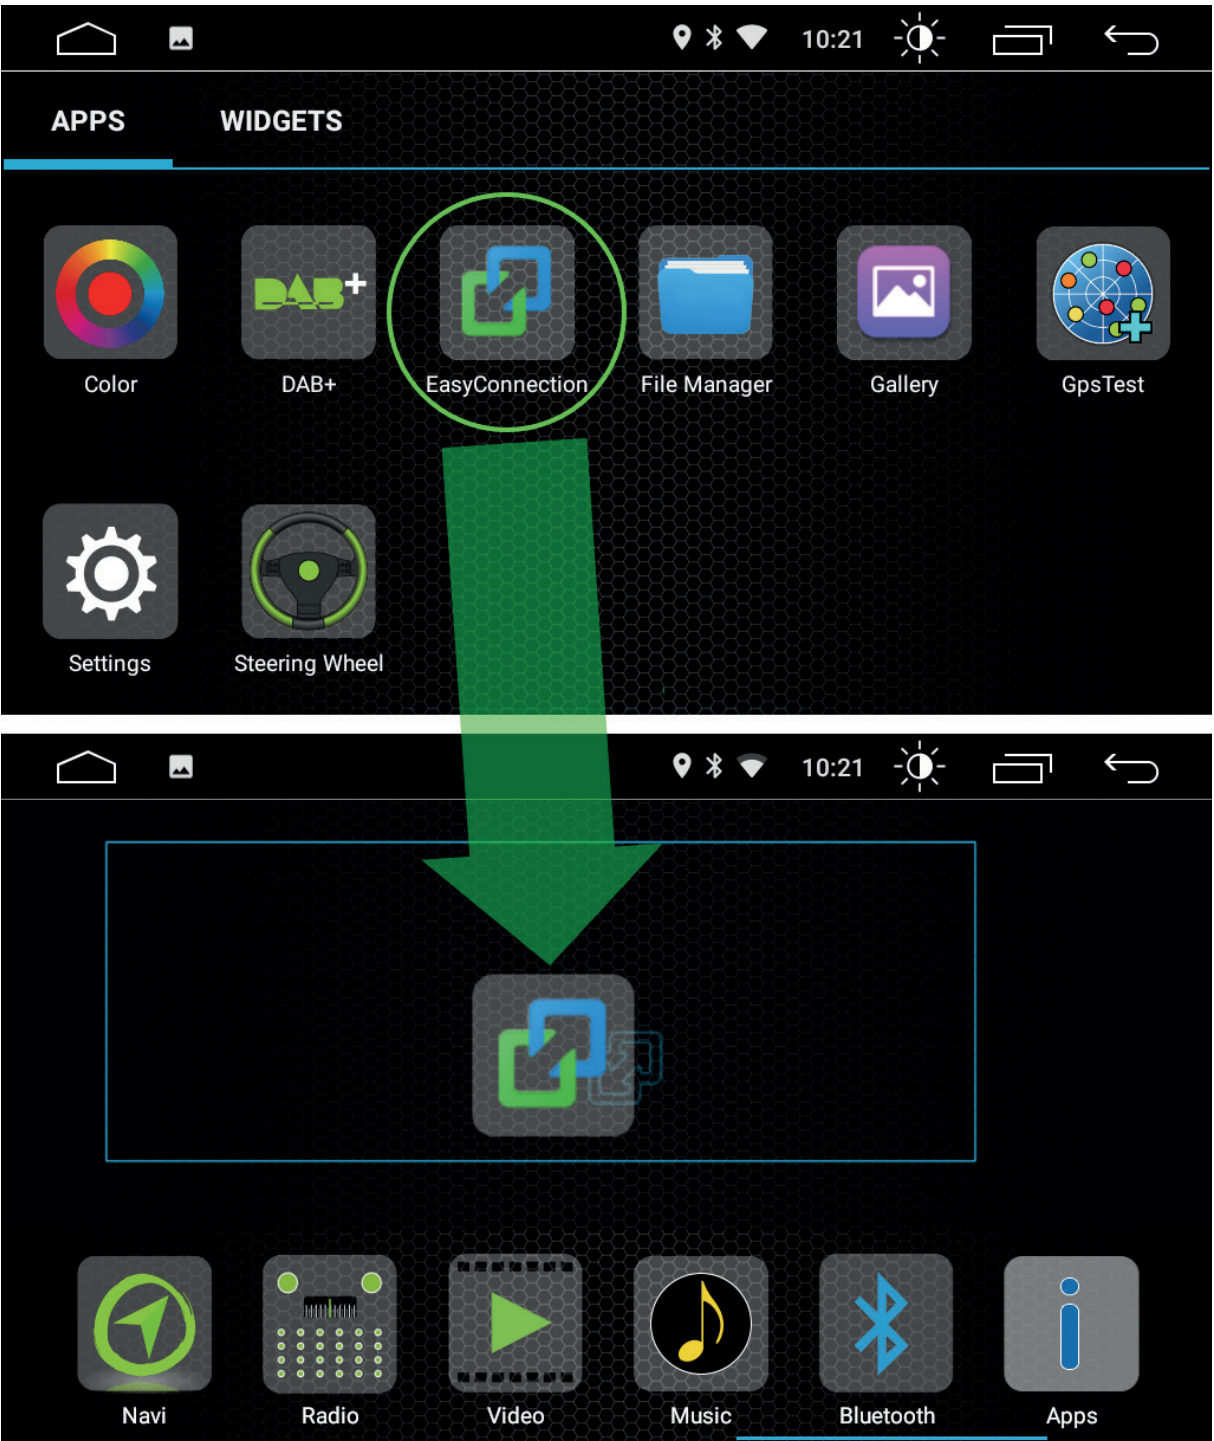 10:21
APPS WIDGETS
DAB+
Color DAB+ EasyConnection File Manager Gallery GpsTest
Settings Steering Wheel
10:21
Navi Radio Video Music Bluetooth Apps